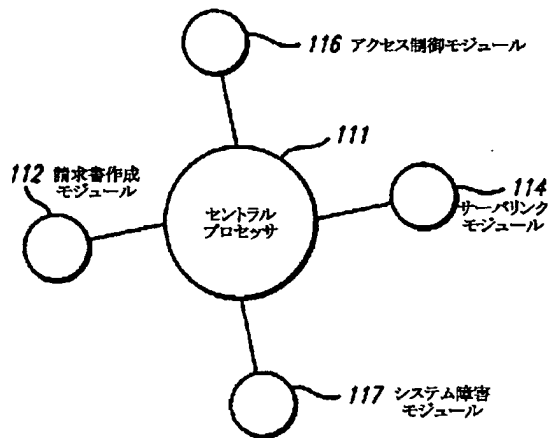 116 アクセス制御モジュール
111
112 請求書作成
モジュール
セントラル
プロセッサ
114
サーバリンク
モジュール
117 システム障害
モジュール